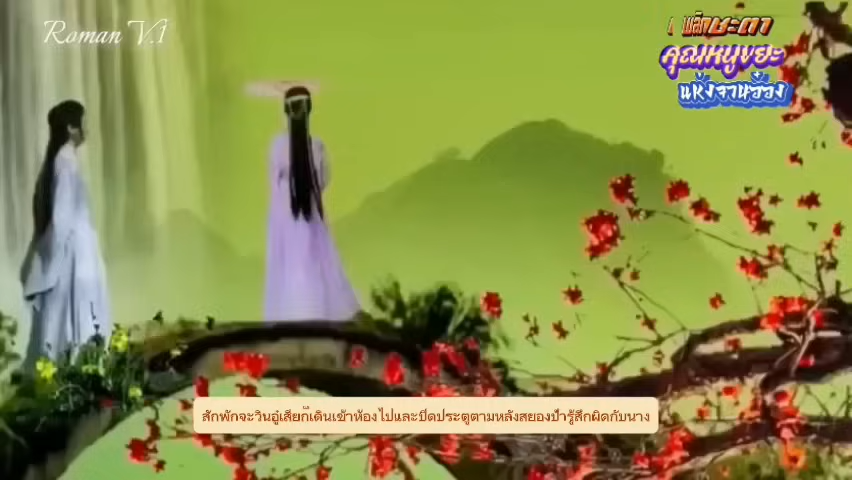 Roman V.1
พลิกชะตา
คุณหนูขยะ
แห่งจวนอ๋อง
สักพักจะวินอู๋เสียก็เดินเข้าห้องไปและปิดประตูตามหลังสยองป้ารู้สึกผิดกับนาง